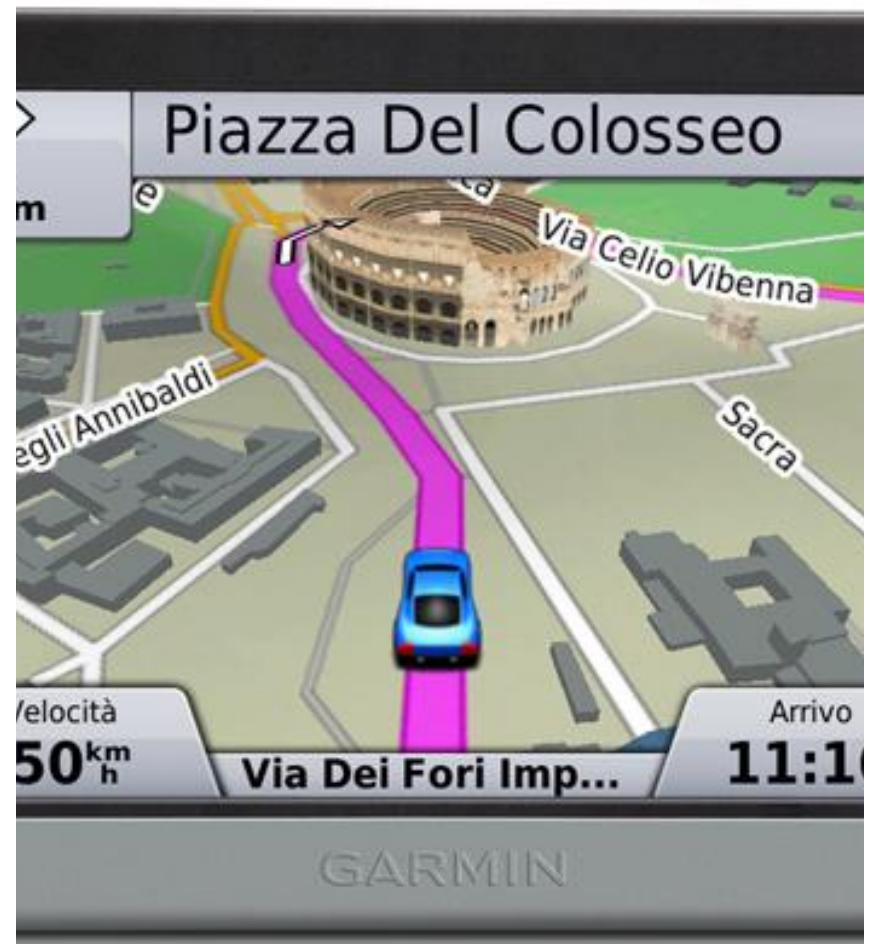 Piazza Del Colosseo
m
e
ca
Via Celio Vibenna
egli Annibaldi
Sacra
Velocità
50 km/h
Via Dei Fori Imp...
Arrivo
11:1
GARMIN